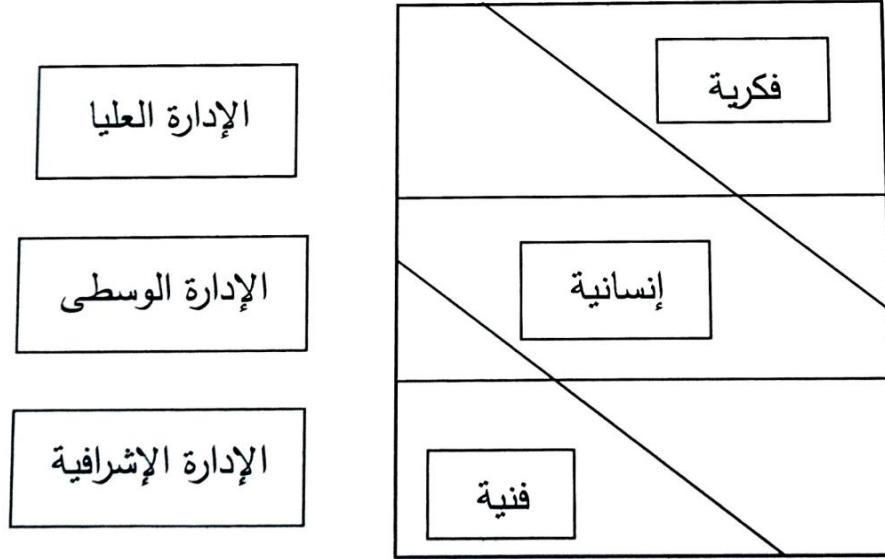 فكرية
الإدارة العليا
إنسانية
الإدارة الوسطى
فنية
الإدارة الإشرافية